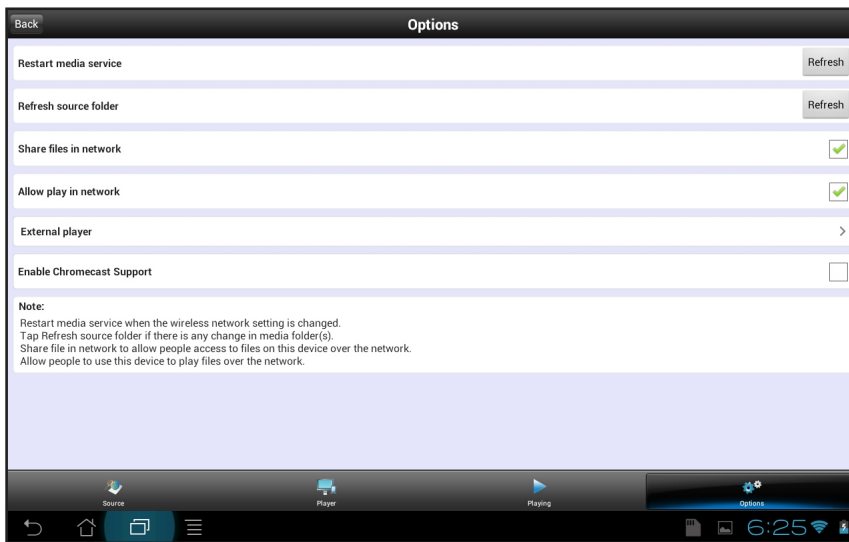 Back
Options
Restart media service
Refresh
Refresh source folder
Refresh
Share files in network
Allow play in network
External player
Enable Chromecast Support
Note:
Restart media service when the wireless network setting is changed.
Tap Refresh source folder if there is any change in media folder(s).
Share file in network to allow people access to files on this device over the network.
Allow people to use this device to play files over the network.
Source
Player
Playing
Options
6:25